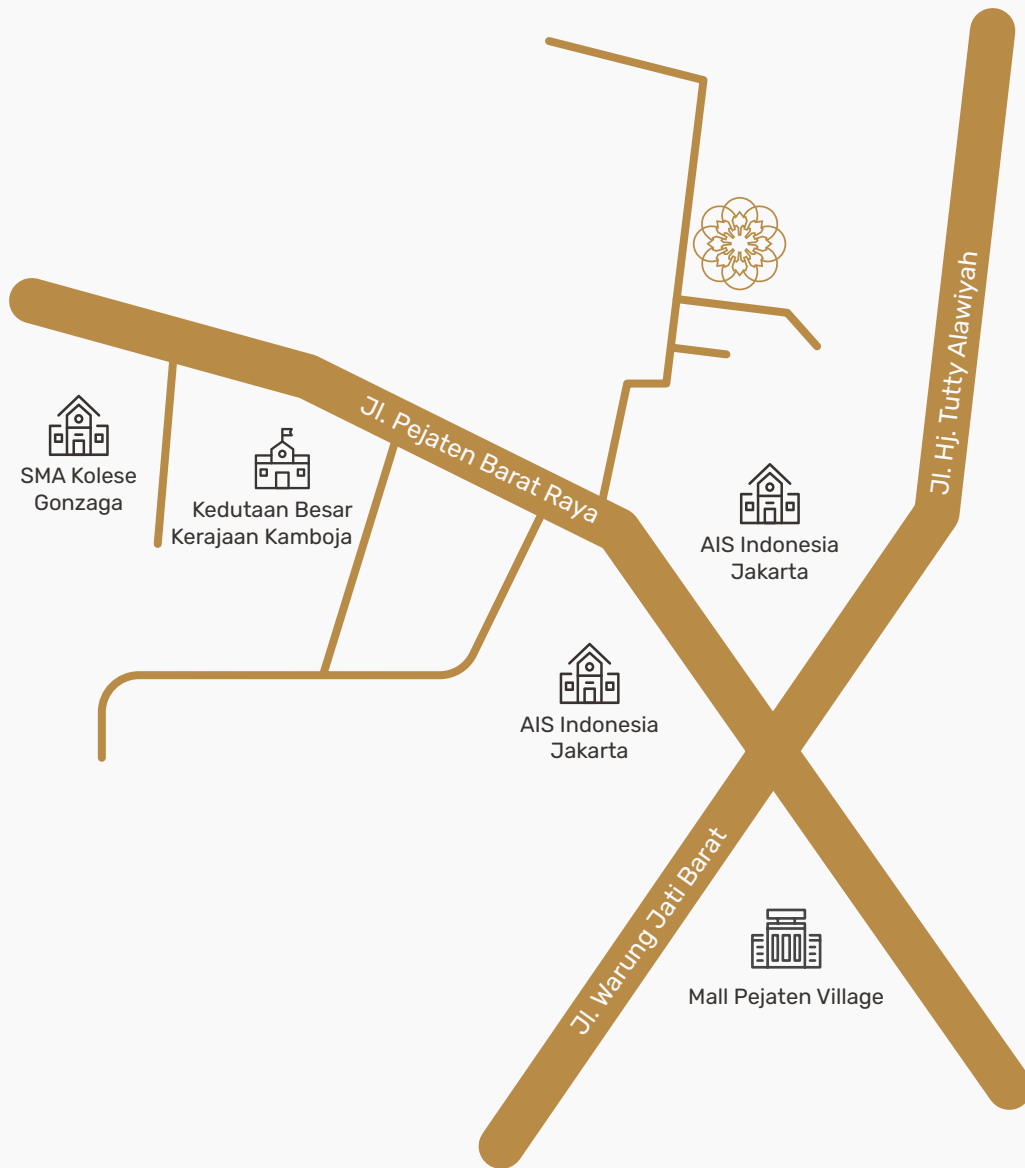 Jl. Hj. Tutty Alawiyah
Jl. Pejaten Barat Raya
SMA Kolese
Gonzaga
Kedutaan Besar
Kerajaan Kamboja
AIS Indonesia
Jakarta
AIS Indonesia
Jakarta
Jl. Warung Jati Barat
Mall Pejaten Village